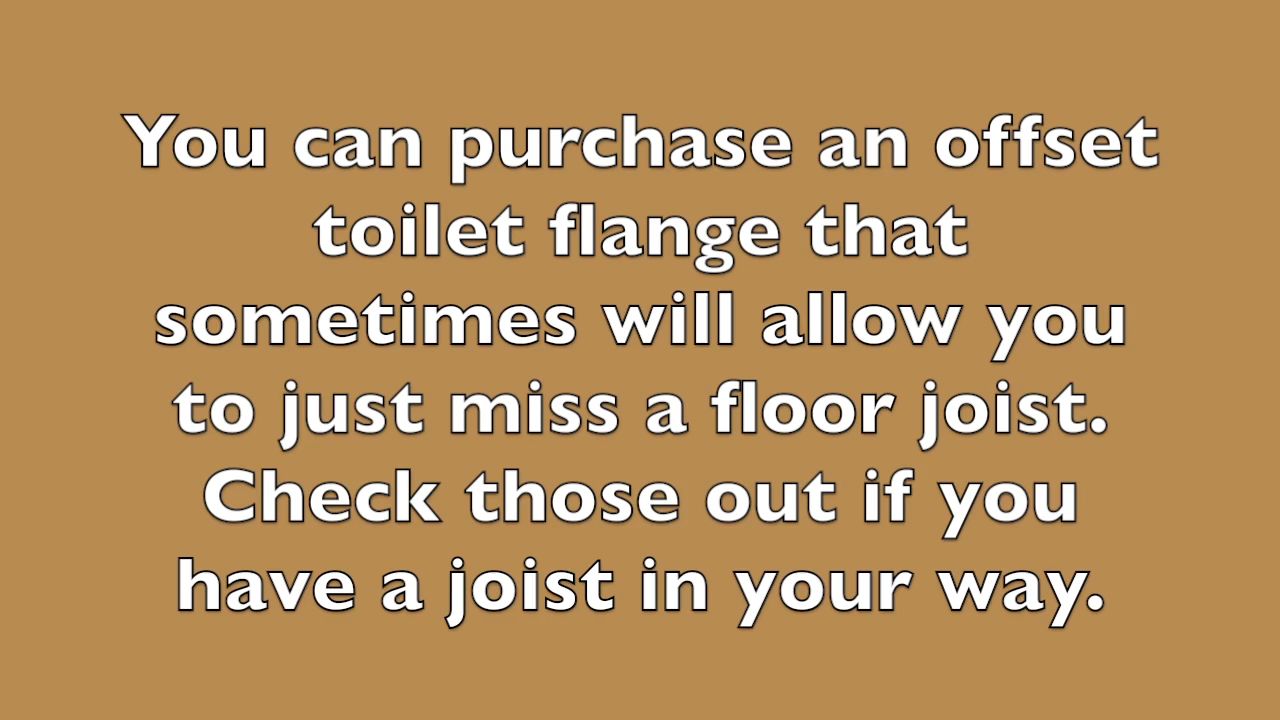 You can purchase an offset
toilet flange that
sometimes will allow you
to just miss a floor joist.
Check those out if you
have a joist in your way.